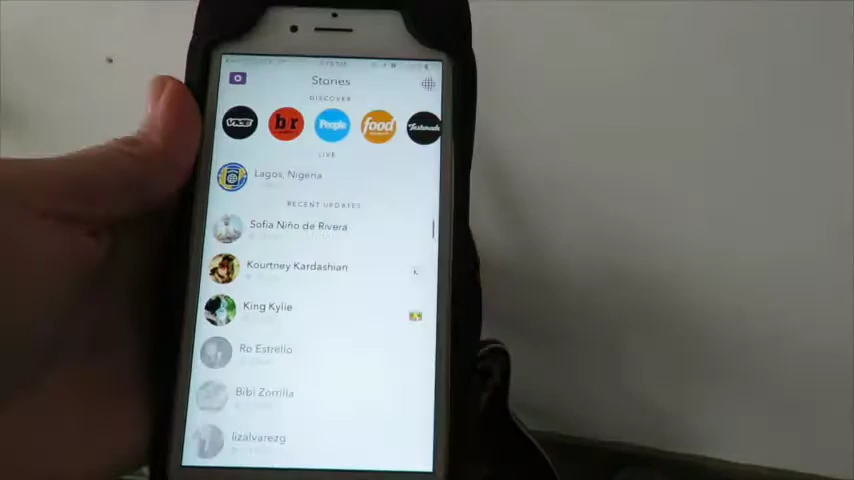 Stories
DISCOVER
VICE
br
People
food
Tastemade
LIVE
Lagos, Nigeria
RECENT UPDATES
Sofia Niño de Rivera
Kourtney Kardashian
King Kylie
Ro Estrello
Bibi Zorrilla
lizalvarezg